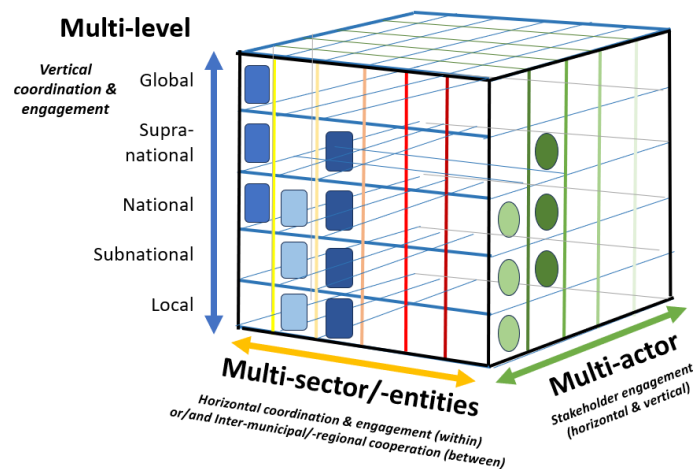 Multi-level
Vertical
coordination &
engagement
Global
Supra-
national
National
Subnational
Local
Multi-sector/-entities
Horizontal coordination & engagement (within)
or/and Inter-municipal/-regional cooperation (between)
Multi-actor
Stakeholder engagement
(horizontal & vertical)